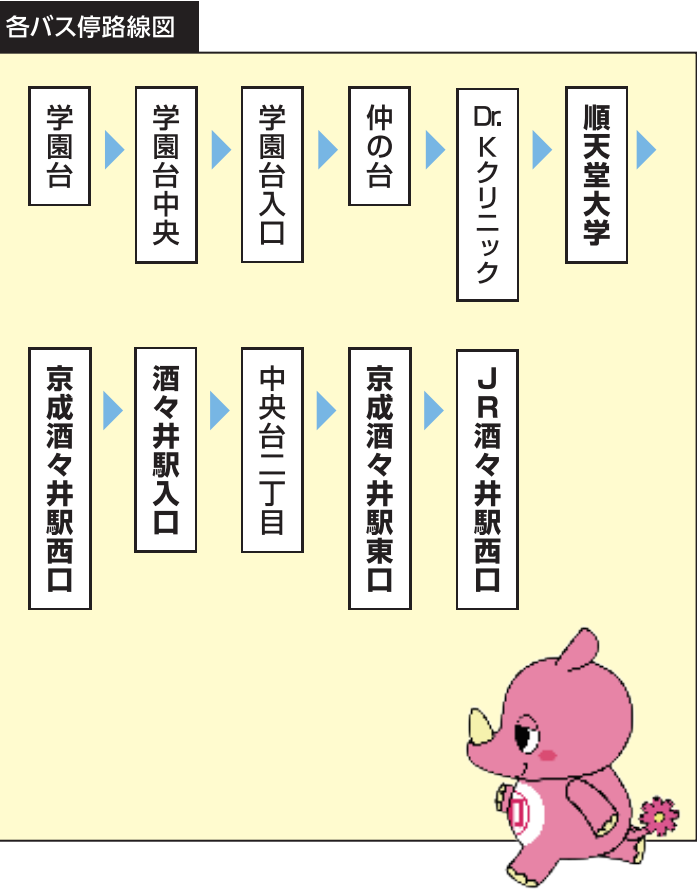 各バス停路線図
学園台
学園台中央
学園台入口
仲の台
Dr.Kクリニック
順天堂大学
京成酒々井駅西口
酒々井駅入口
中央台二丁目
京成酒々井駅東口
JR酒々井駅西口